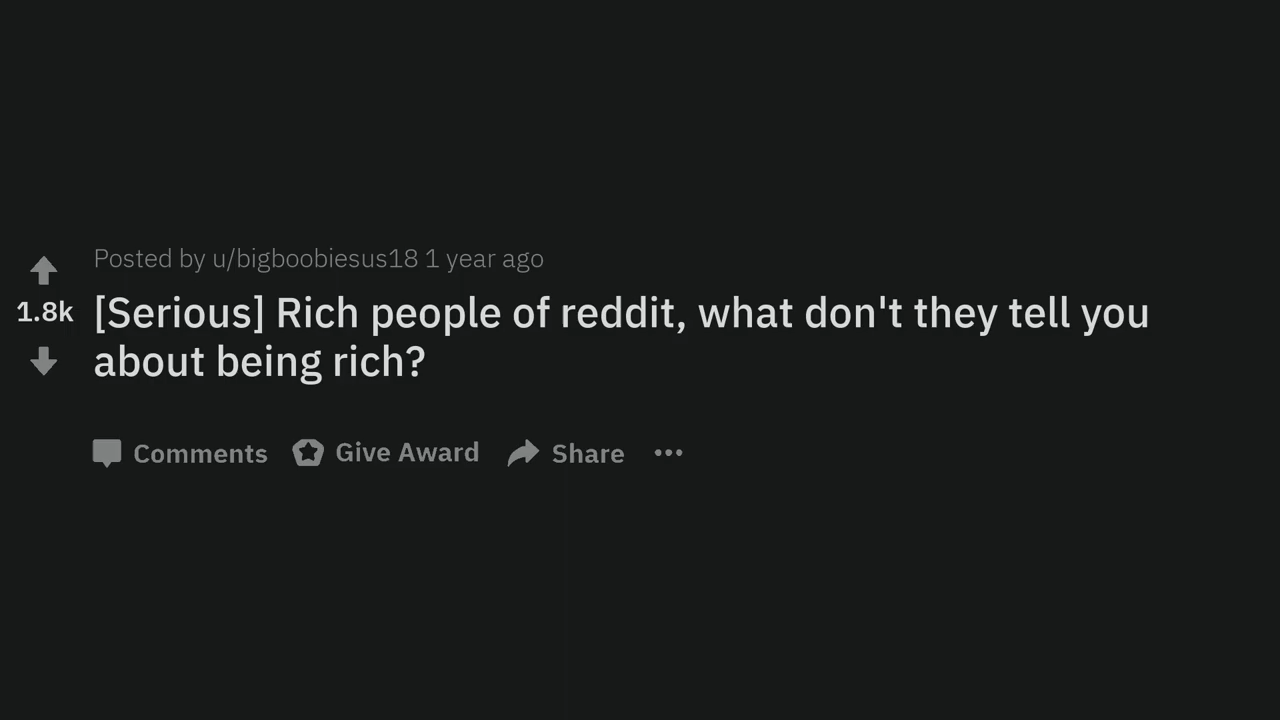 Posted by u/bigboobiesus18 1 year ago
1.8k
[Serious] Rich people of reddit, what don't they tell you
about being rich?
Comments Give Award Share •••